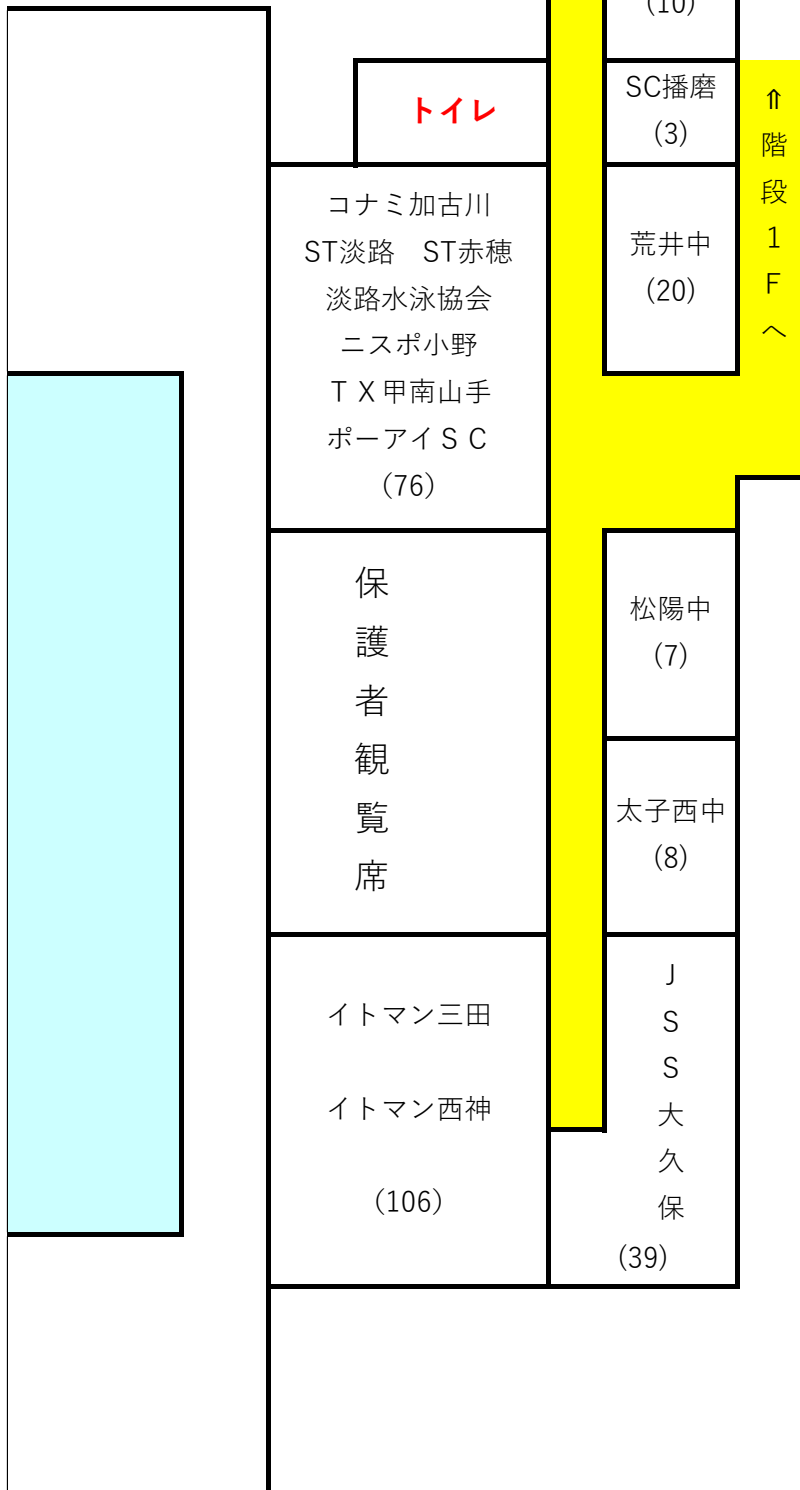 (10)
トイレ
SC播磨
(3)
⇑階段１Fへ
コナミ加古川
ST淡路　ST赤穂
淡路水泳協会
ニスポ小野
ＴＸ甲南山手
ポーアイＳＣ
(76)
荒井中
(20)
保護者観覧席
松陽中
(7)
太子西中
(8)
イトマン三田
イトマン西神
(106)
JSS大久保
(39)